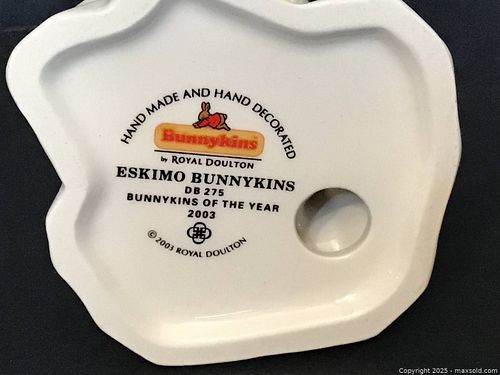 HAND MADE AND HAND DECORATED
Bunnykins
by ROYAL DOULTON
ESKIMO BUNNYKINS
DB 275
BUNNYKINS OF THE YEAR
2003
© 2003 ROYAL DOULTON
Copyright 2025 - maxsold.com